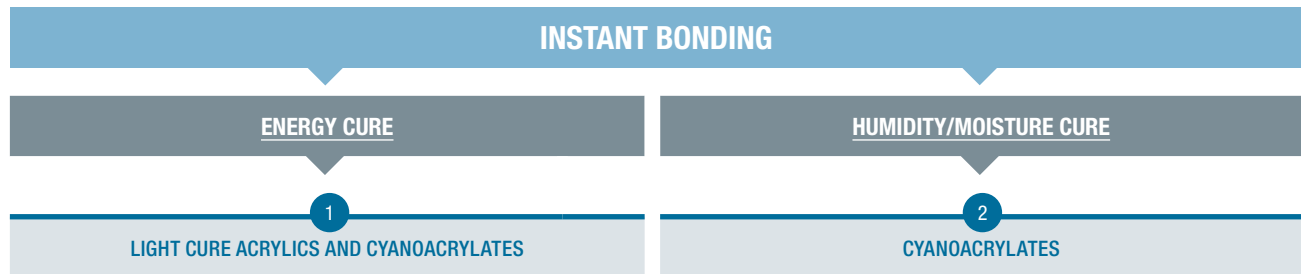 INSTANT BONDING
ENERGY CURE
HUMIDITY/MOISTURE CURE
1
2
LIGHT CURE ACRYLICS AND CYANOACRYLATES
CYANOACRYLATES